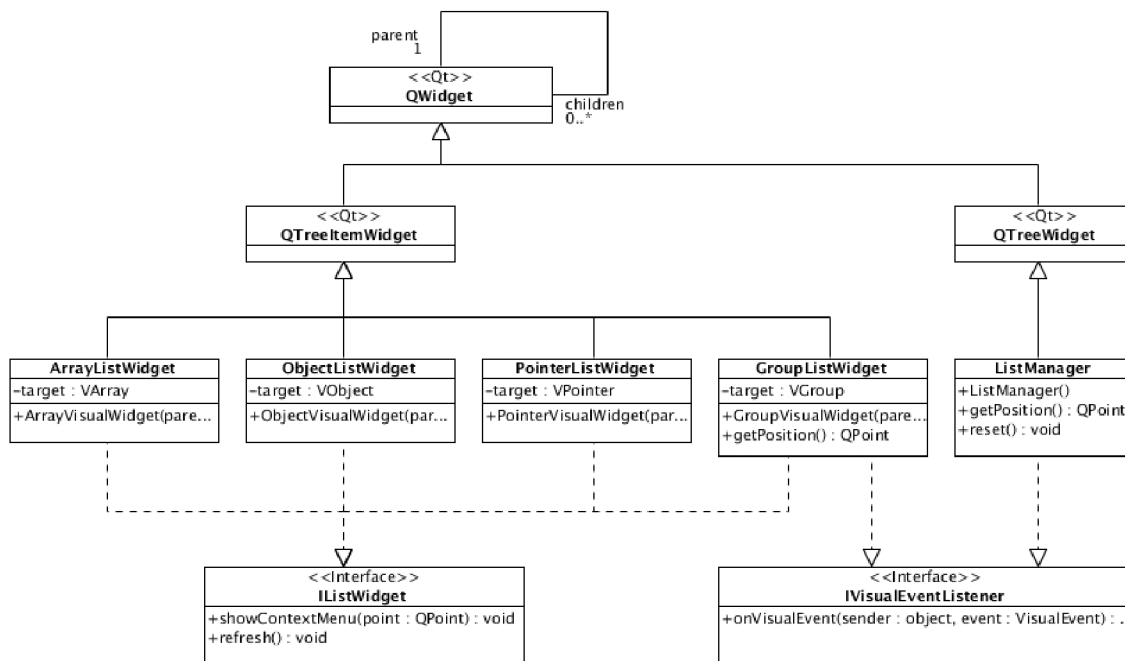 parent
1
<<Qt>>
QWidget
children
0..*
<<Qt>>
QTreeItemWidget
<<Qt>>
QTreeWidget
ArrayListWidget
-target : VArray
+ArrayVisualWidget(pare...
ObjectListWidget
-target : VObject
+ObjectVisualWidget(par...
PointerListWidget
-target : VPointer
+PointerVisualWidget(par...
GroupListWidget
-target : VGroup
+GroupVisualWidget(pare...
+getPosition() : QPoint
ListManager
+ListManager()
+getPosition() : QPoint
+reset() : void
<<Interface>>
IListWidget
+showContextMenu(point : QPoint) : void
+refresh() : void
<<Interface>>
IVisualEventListener
+onVisualEvent(sender : object, event : VisualEvent) : .